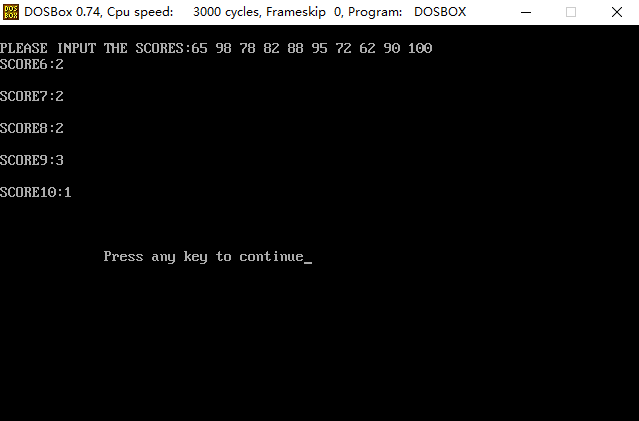 DOS
BOX
DOSBox 0.74, Cpu speed: 3000 cycles, Frameskip 0, Program: DOSBOX
PLEASE INPUT THE SCORES:65 98 78 82 88 95 72 62 90 100
SCORE6:2
SCORE7:2
SCORE8:2
SCORE9:3
SCORE10:1
Press any key to continue_